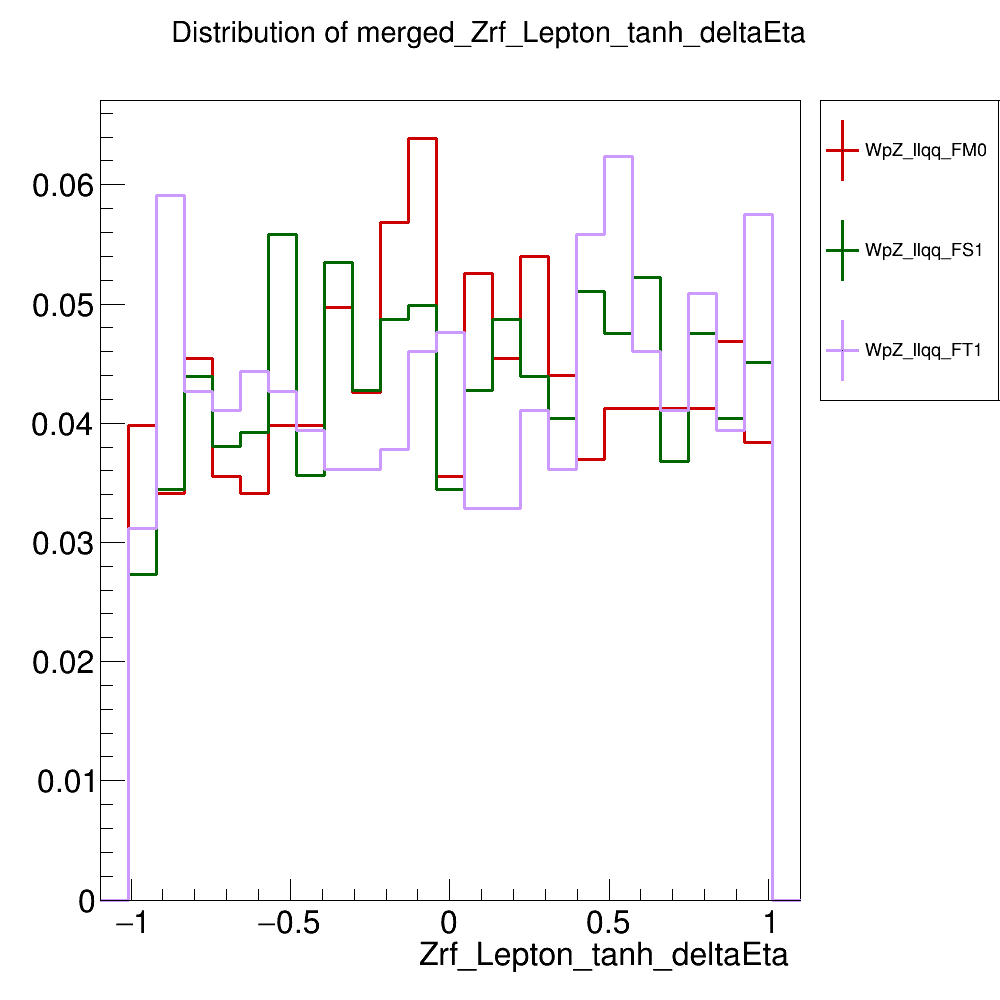 Distribution of merged_Zrf_Lepton_tanh_deltaEta
WpZ_llqq_FM0
WpZ_llqq_FS1
WpZ_llqq_FT1
0.06
0.05
0.04
0.03
0.02
0.01
0
−1 −0.5 0 0.5 1
Zrf_Lepton_tanh_deltaEta